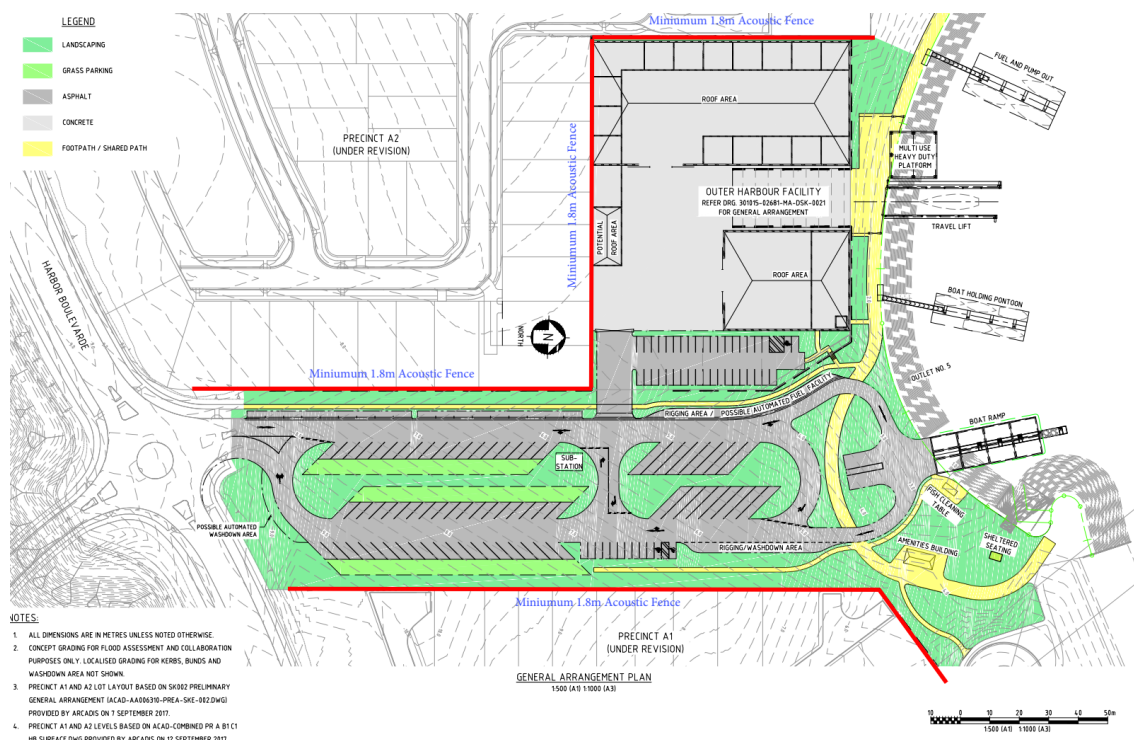 LEGEND
LANDSCAPING
GRASS PARKING
ASPHALT
CONCRETE
FOOTPATH / SHARED PATH
Miniumum 1.8m Acoustic Fence
FUEL AND PUMP OUT
ROOF AREA
PRECINCT A2
(UNDER REVISION)
Miniumum 1.8m Acoustic Fence
MULTI USE
HEAVY DUTY
PLATFORM
OUTER HARBOUR FACILITY
REFER DRG. 301015-02681-MA-DSK-0021
FOR GENERAL ARRANGEMENT
TRAVEL LIFT
POTENTIAL
ROOF AREA
ROOF AREA
HARBOR BOULEVARDE
BOAT HOLDING PONTOON
NORTH
N
OUTLET NO. 5
Miniumum 1.8m Acoustic Fence
RIGGING AREA / POSSIBLE AUTOMATED FUEL FACILITY
BOAT RAMP
SUB-
STATION
FISH CLEANING
TABLE
POSSIBLE AUTOMATED
WASHDOWN AREA
SHELTERED
SEATING
AMENITIES BUILDING
RIGGING/WASHDOWN AREA
Miniumum 1.8m Acoustic Fence
PRECINCT A1
(UNDER REVISION)
GENERAL ARRANGEMENT PLAN
1:500 (A1) 1:1000 (A3)
NOTES:
1. ALL DIMENSIONS ARE IN METRES UNLESS NOTED OTHERWISE.
2. CONCEPT GRADING FOR FLOOD ASSESSMENT AND COLLABORATION
PURPOSES ONLY. LOCALISED GRADING FOR KERBS, BUNDS AND
WASHDOWN AREA NOT SHOWN.
3. PRECINCT A1 AND A2 LOT LAYOUT BASED ON SK002 PRELIMINARY
GENERAL ARRANGEMENT (ACAD-AA006310-PREA-SKE-002.DWG)
PROVIDED BY ARCADIS ON 7 SEPTEMBER 2017.
4. PRECINCT A1 AND A2 LEVELS BASED ON ACAD-COMBINED PR A B1 C1
HB SURFACE.DWG PROVIDED BY ARCADIS ON 12 SEPTEMBER 2017.
10 0 10 20 30 40 50m
1:500 (A1) 1:1000 (A3)